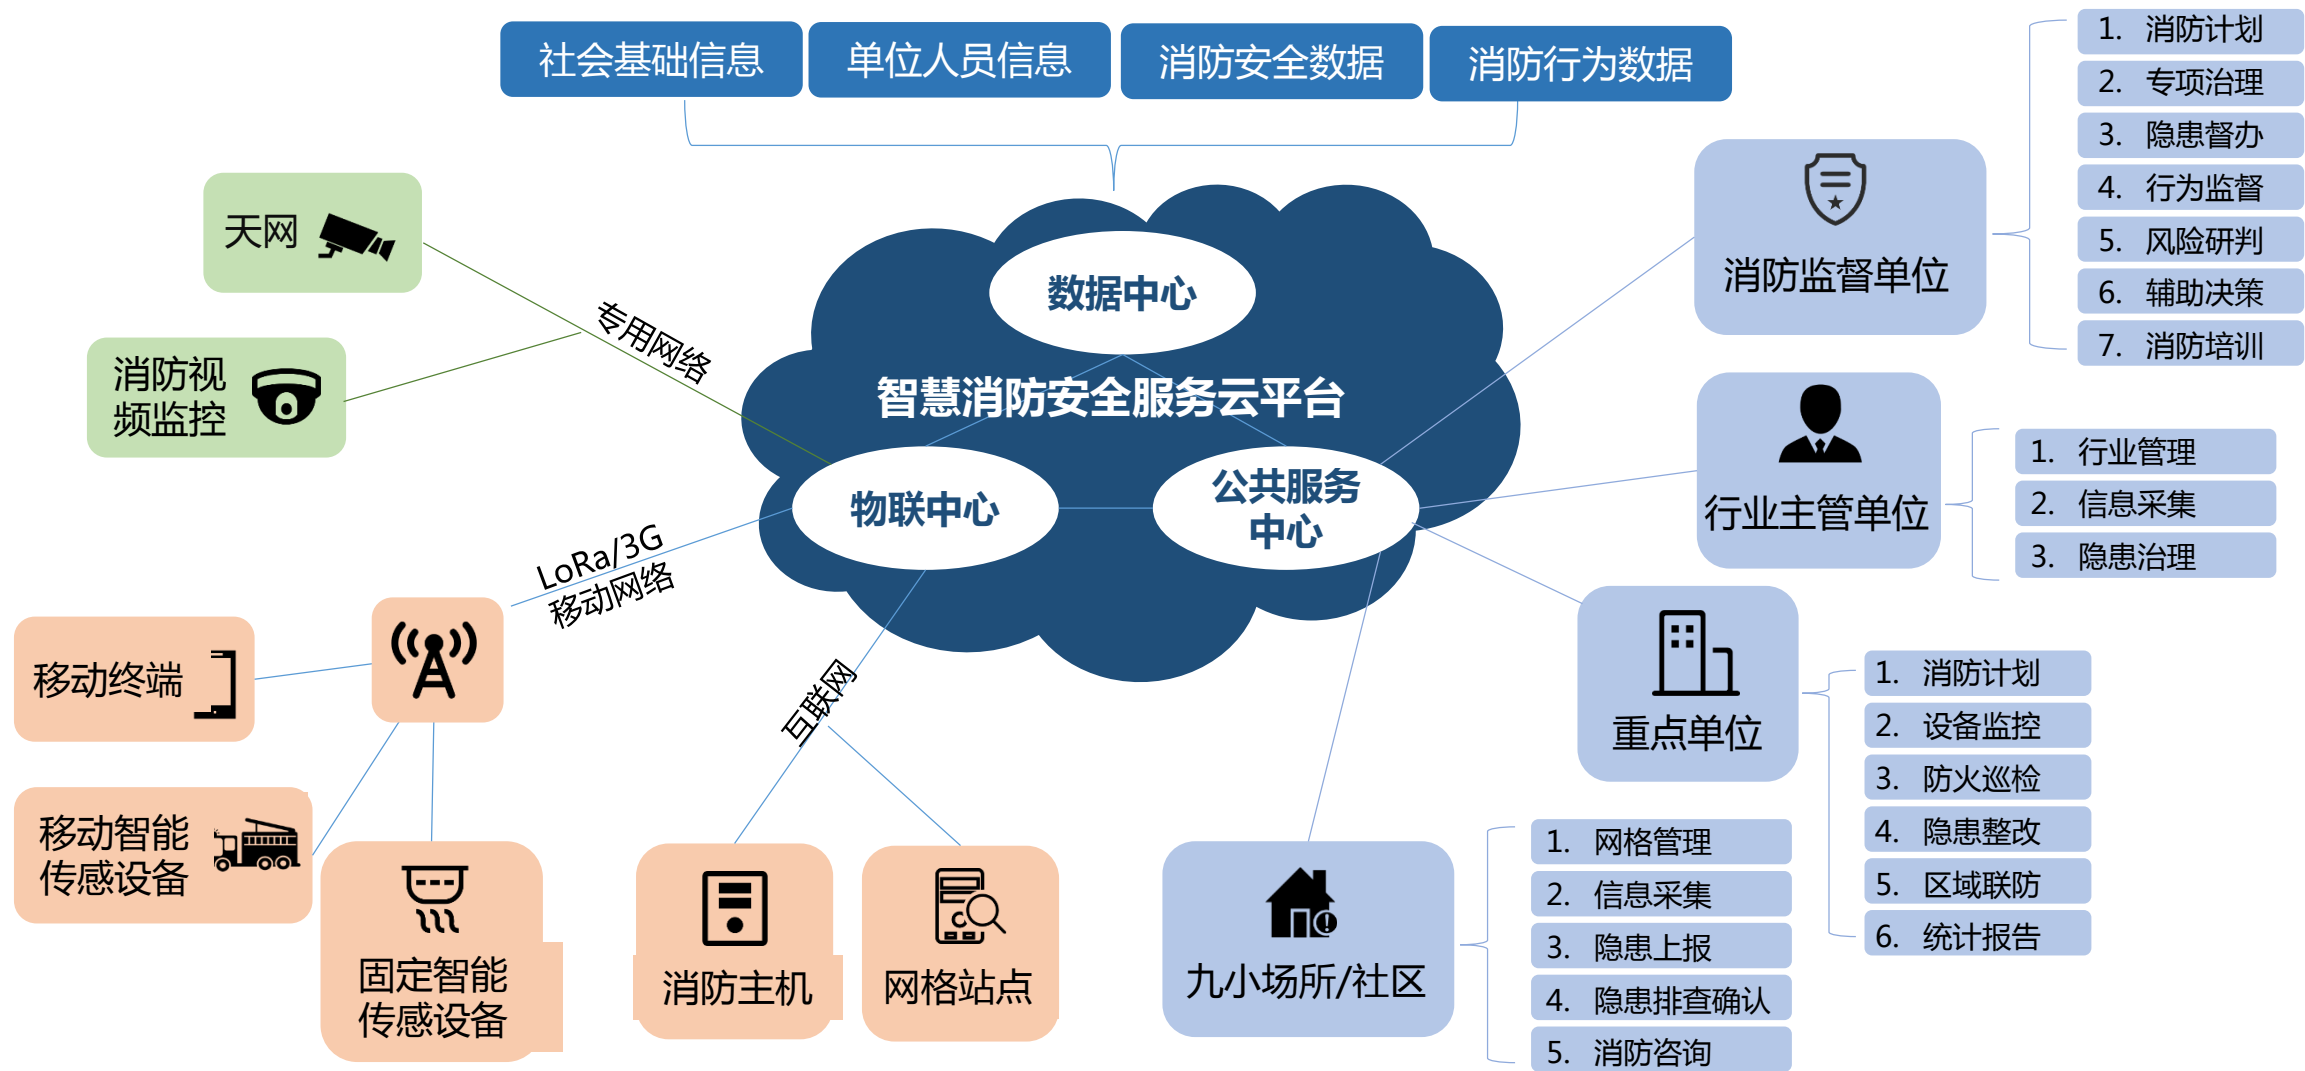 社会基础信息
单位人员信息
消防安全数据
消防行为数据
天网
消防视
频监控
专用网络
数据中心
智慧消防安全服务云平台
物联中心
公共服务
中心
LoRa/3G
移动网络
互联网
移动终端
移动智能
传感设备
固定智能
传感设备
消防主机
网格站点
消防监督单位
1. 消防计划
2. 专项治理
3. 隐患督办
4. 行为监督
5. 风险研判
6. 辅助决策
7. 消防培训
行业主管单位
1. 行业管理
2. 信息采集
3. 隐患治理
重点单位
1. 消防计划
2. 设备监控
3. 防火巡检
4. 隐患整改
5. 区域联防
6. 统计报告
九小场所/社区
1. 网格管理
2. 信息采集
3. 隐患上报
4. 隐患排查确认
5. 消防咨询